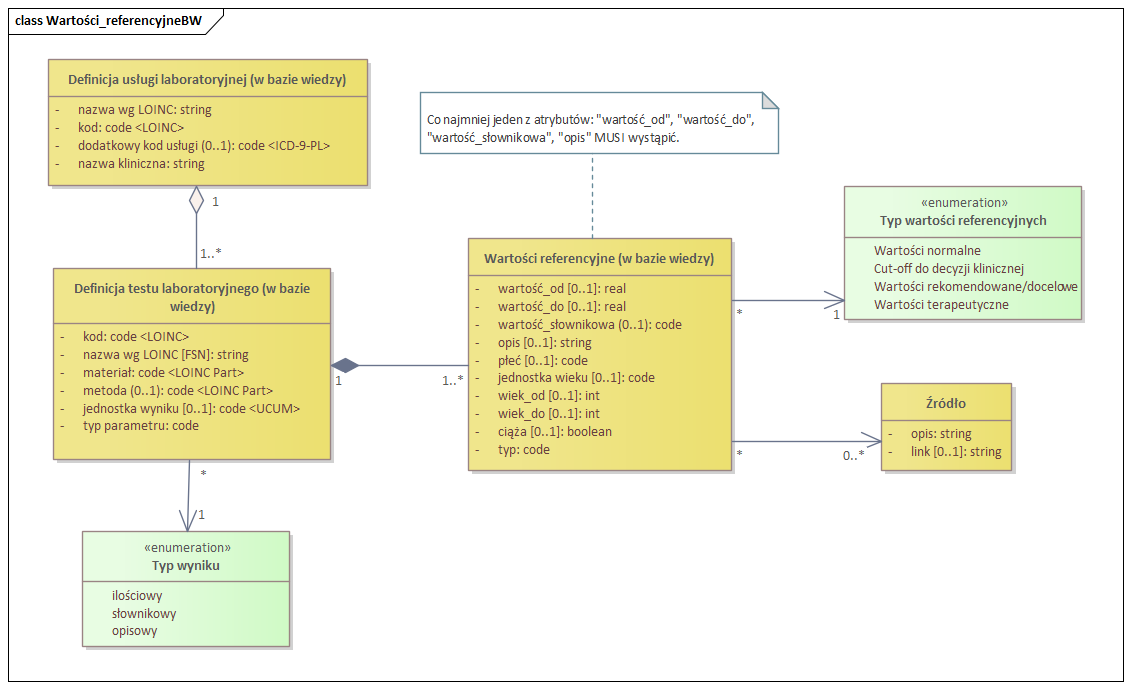 class Wartości_referencyjneBW
Definicja usługi laboratoryjnej (w bazie wiedzy)
- nazwa wg LOINC: string
- kod: code <LOINC>
- dodatkowy kod usługi (0..1): code <ICD-9-PL>
- nazwa kliniczna: string
1
1..*
Definicja testu laboratoryjnego (w bazie
wiedzy)
- kod: code <LOINC>
- nazwa wg LOINC [FSN]: string
- materiał: code <LOINC Part>
- metoda (0..1): code <LOINC Part>
- jednostka wyniku [0..1]: code <UCUM>
- typ parametru: code
1
1..*
*
1
«enumeration»
Typ wyniku
ilościowy
słownikowy
opisowy
Co najmniej jeden z atrybutów: "wartość_od", "wartość_do",
"wartość_słownikowa", "opis" MUSI wystąpić.
Wartości referencyjne (w bazie wiedzy)
- wartość_od [0..1]: real
- wartość_do [0..1]: real
- wartość_słownikowa (0..1): code
- opis [0..1]: string
- płeć [0..1]: code
- jednostka wieku [0..1]: code
- wiek_od [0..1]: int
- wiek_do [0..1]: int
- ciąża [0..1]: boolean
- typ: code
*
1
«enumeration»
Typ wartości referencyjnych
Wartości normalne
Cut-off do decyzji klinicznej
Wartości rekomendowane/docelowe
Wartości terapeutyczne
*
0..*
Źródło
- opis: string
- link [0..1]: string